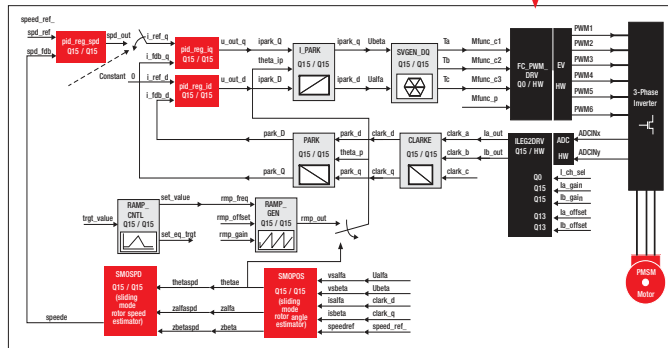 speed_ref_
spd_ref
spd_fdb
pid_reg_spd
Q15 / Q15
spd_out
i_ref_q
i_fdb_q
pid_reg_iq
Q15 / Q15
u_out_q
ipark_Q
theta_ip
I_PARK
Q15 / Q15
ipark_q
Ubeta
SVGEN_DQ
Q15 / Q15
Ta
Tb
Tc
Mfunc_c1
Mfunc_c2
Mfunc_c3
Mfunc_p
FC_PWM_
DRV
Q0 / HW
EV
HW
PWM1
PWM2
PWM3
PWM4
PWM5
PWM6
3-Phase
Inverter
Constant
0
i_ref_d
i_fdb_d
pid_reg_id
Q15 / Q15
u_out_d
ipark_D
ipark_d
Ualfa
park_D
park_Q
PARK
Q15 / Q15
park_d
theta_p
park_q
clark_d
clark_q
CLARKE
Q15 / Q15
clark_a
clark_b
clark_c
Ia_out
Ib_out
ILEG2DRV
Q15 / HW
ADC
HW
ADCINx
ADCINy
Q0
Q15
Q15
Q13
Q13
I_ch_sel
Ia_gain
Ib_gain
Ia_offset
Ib_offset
trgt_value
RAMP_
CNTL
Q15 / Q15
set_value
set_eq_trgt
rmp_freq
rmp_offset
rmp_gain
RAMP_
GEN
Q15 / Q15
rmp_out
speede
SMOSPD
Q15 / Q15
(sliding
mode
rotor speed
estimator)
thetaspd
zalfaspd
zbetaspd
thetae
zalfa
zbeta
SMOPOS
Q15 / Q15
(sliding
mode
rotor angle
estimator)
vsalfa
vsbeta
isalfa
isbeta
speedref
Ualfa
Ubeta
clark_d
clark_q
speed_ref_
PMSM
Motor